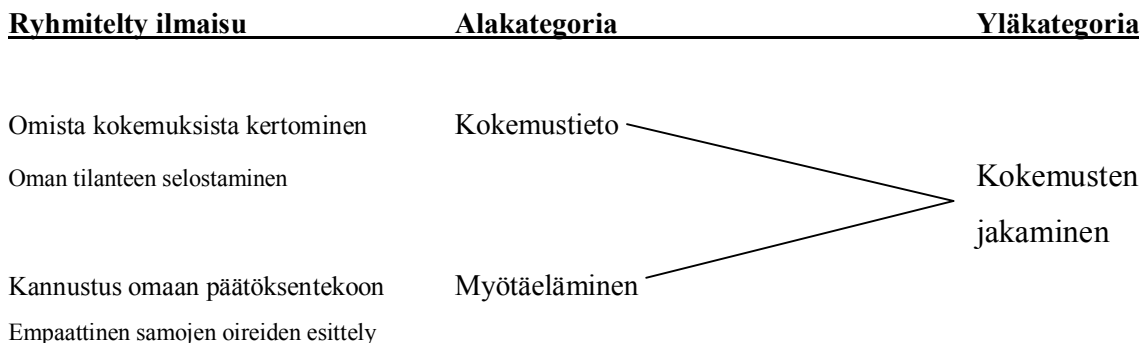 Ryhmitelty ilmaisu Alakategoria Yläkategoria
Omista kokemuksista kertominen Kokemustieto
Oman tilanteen selostaminen Kokemusten
jakaminen
Kannustus omaan päätöksentekoon Myötäeläminen
Empaattinen samojen oireiden esittely